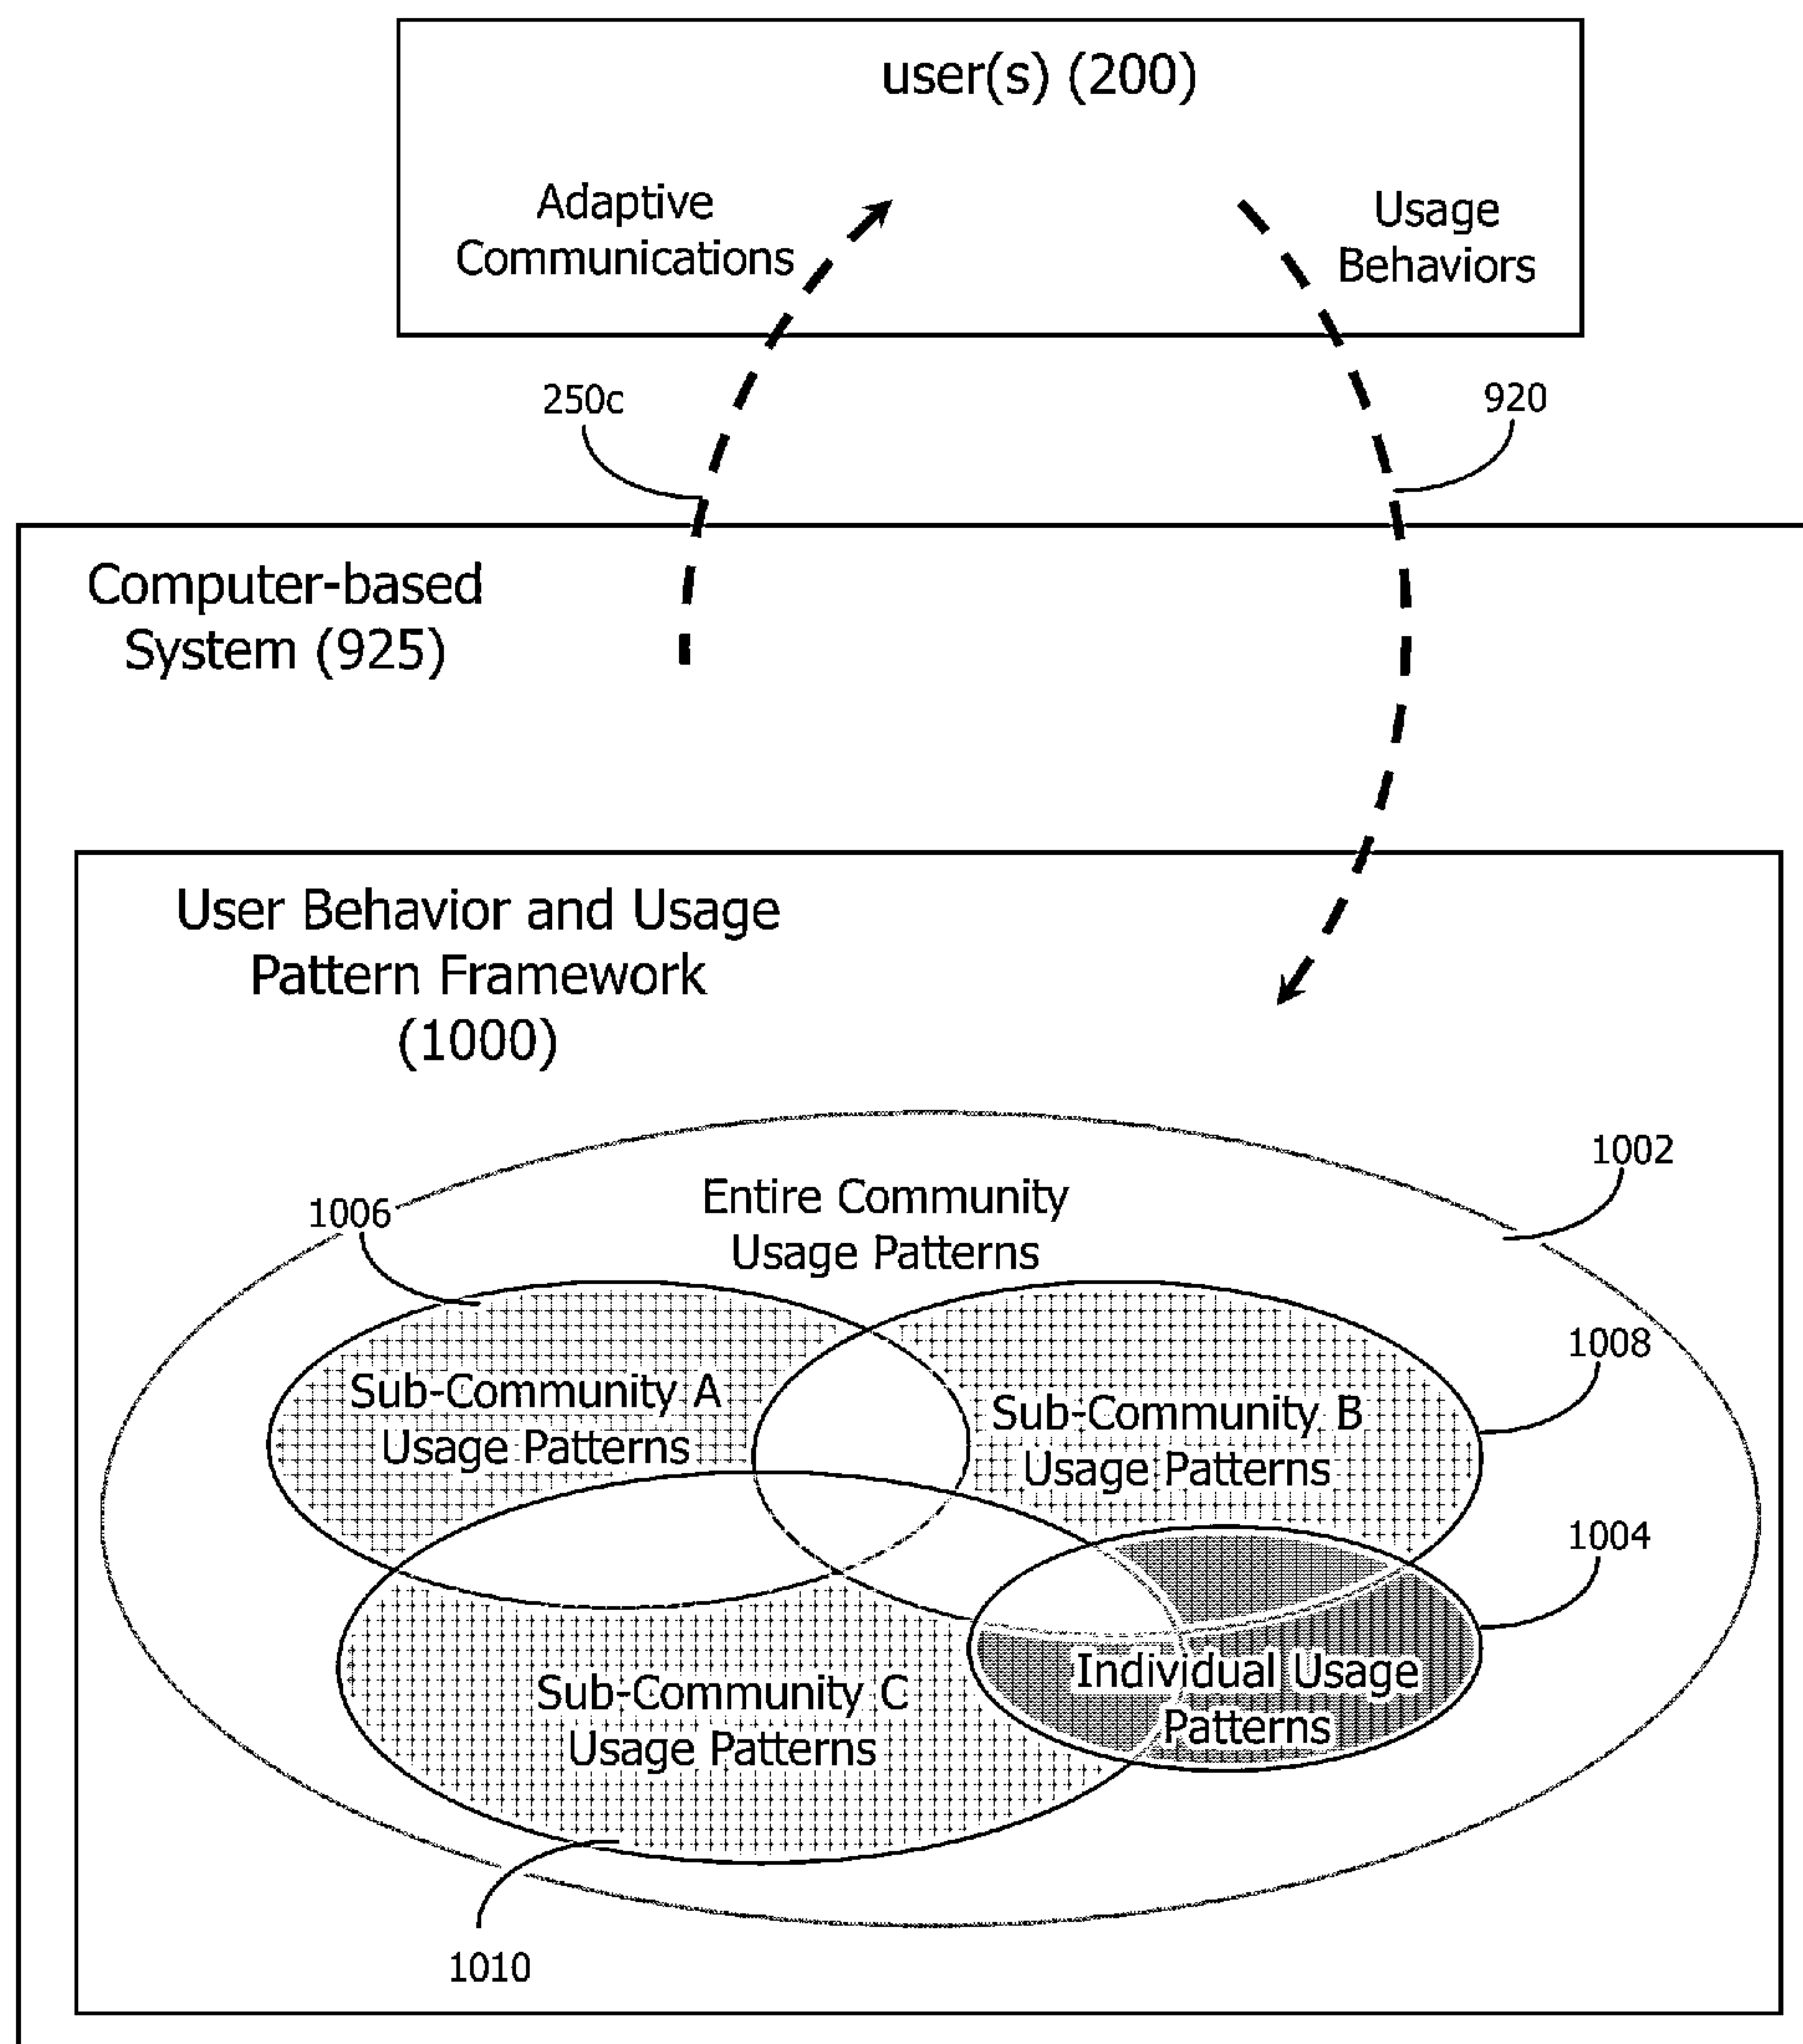 user(s) (200)
Adaptive
Communications
Usage
Behaviors
250c
920
Computer-based
System (925)
User Behavior and Usage
Pattern Framework
(1000)
1002
Entire Community
Usage Patterns
1006
1008
Sub-Community A
Usage Patterns
Sub-Community B
Usage Patterns
1004
Individual Usage
Patterns
Sub-Community C
Usage Patterns
1010